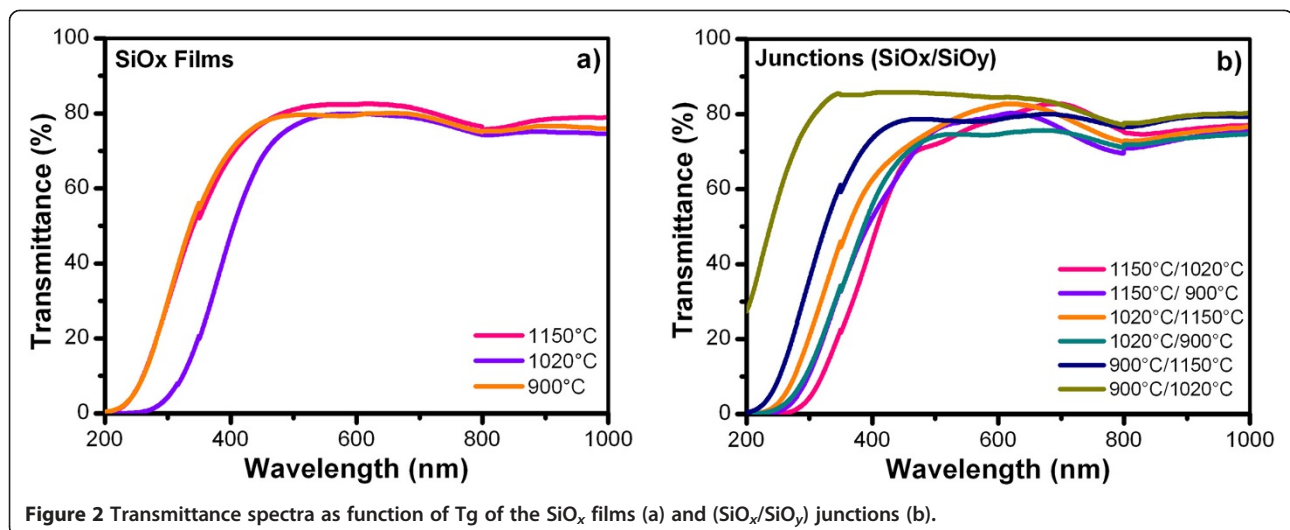 SiOx Films
a)
Transmittance (%)
100
80
60
40
20
0
1150°C
1020°C
900°C
200
400
600
800
1000
Wavelength (nm)
Junctions (SiOx/SiOy)
b)
Transmittance (%)
100
80
60
40
20
0
1150°C/1020°C
1150°C/ 900°C
1020°C/1150°C
1020°C/900°C
900°C/1150°C
900°C/1020°C
200
400
600
800
1000
Wavelength (nm)
Figure 2 Transmittance spectra as function of Tg of the SiOx films (a) and (SiOx/SiOy) junctions (b).